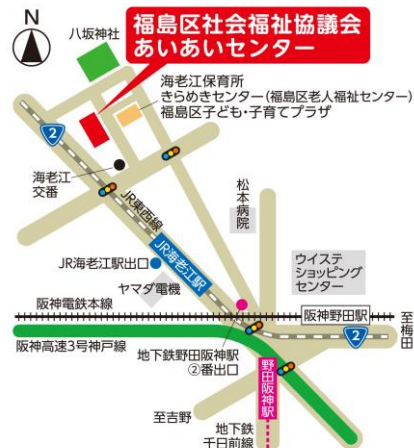 N
八坂神社
福島区社会福祉協議会
あいあいセンター
海老江保育所
きらめきセンター(福島区老人福祉センター)
福島区子ども・子育てプラザ
2
海老江
交番
JR東西線
松本病院
JR海老江駅
JR海老江駅出口
ヤマダ電機
ウイステ
ショッピング
センター
阪神電鉄本線
阪神野田駅
至梅田
阪神高速3号神戸線
2
地下鉄野田阪神駅
②番出口
野田阪神駅
至吉野
地下鉄
千日前線